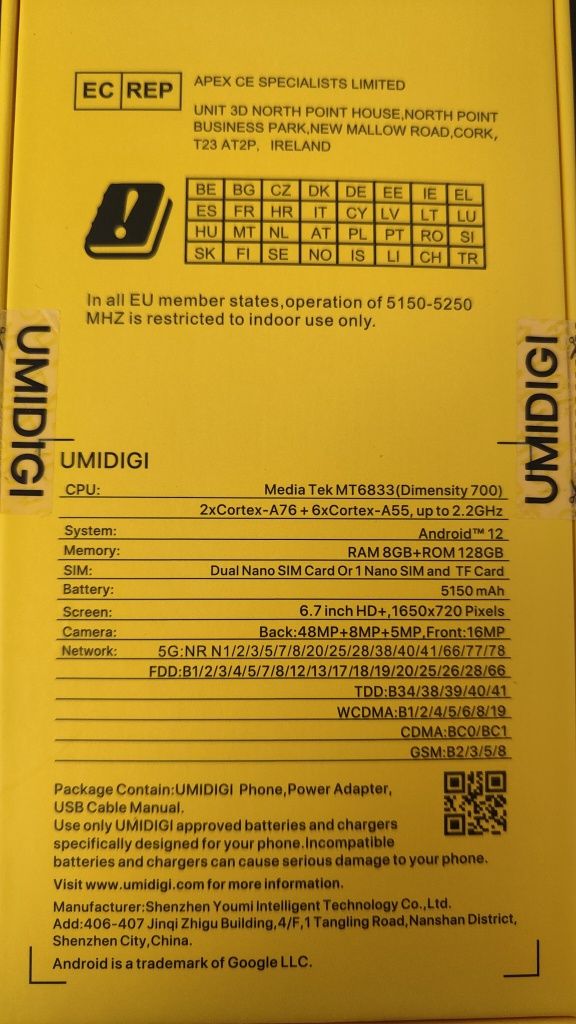 EC REP
APEX CE SPECIALISTS LIMITED
UNIT 3D NORTH POINT HOUSE,NORTH POINT
BUSINESS PARK,NEW MALLOW ROAD,CORK,
T23 AT2P, IRELAND
BE BG CZ DK DE EE IE EL
ES FR HR IT CY LV LT LU
HU MT NL AT PL PT RO SI
SK FI SE NO IS LI CH TR
In all EU member states,operation of 5150-5250
MHZ is restricted to indoor use only.
UMIDIGI
UMIDIGI
UMIDIGI
CPU: Media Tek MT6833(Dimensity 700)
2xCortex-A76 + 6xCortex-A55, up to 2.2GHz
System: Android™ 12
Memory: RAM 8GB+ROM 128GB
SIM: Dual Nano SIM Card Or 1 Nano SIM and TF Card
Battery: 5150 mAh
Screen: 6.7 inch HD+,1650x720 Pixels
Camera: Back:48MP+8MP+5MP,Front:16MP
Network: 5G:NR N1/2/3/5/7/8/20/25/28/38/40/41/66/77/78
FDD:B1/2/3/4/5/7/8/12/13/17/18/19/20/25/26/28/66
TDD:B34/38/39/40/41
WCDMA:B1/2/4/5/6/8/19
CDMA:BC0/BC1
GSM:B2/3/5/8
Package Contain:UMIDIGI Phone,Power Adapter,
USB Cable Manual.
Use only UMIDIGI approved batteries and chargers
specifically designed for your phone.Incompatible
batteries and chargers can cause serious damage to your phone.
Visit www.umidigi.com for more information.
Manufacturer:Shenzhen Youmi Intelligent Technology Co.,Ltd.
Add:406-407 Jinqi Zhigu Building,4/F,1 Tangling Road,Nanshan District,
Shenzhen City,China.
Android is a trademark of Google LLC.